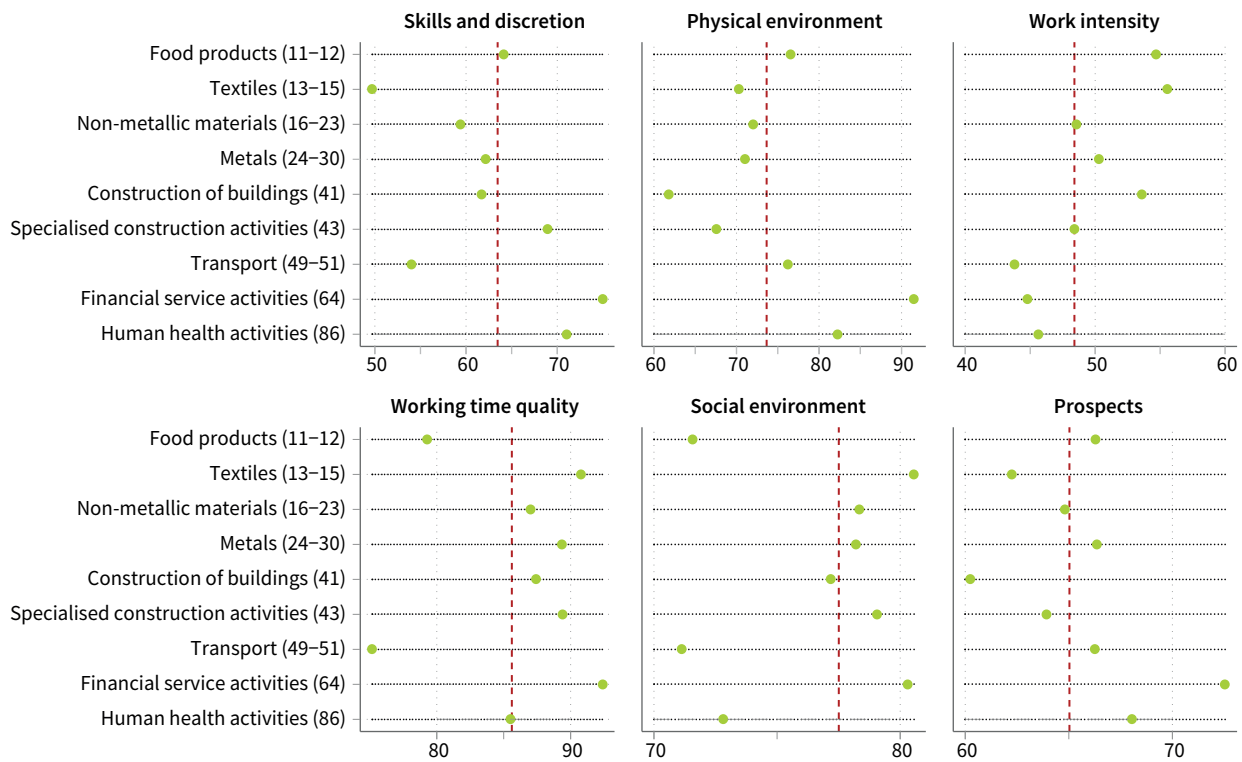 Skills and discretion Physical environment Work intensity
Food products (11–12)
Textiles (13–15)
Non-metallic materials (16–23)
Metals (24–30)
Construction of buildings (41)
Specialised construction activities (43)
Transport (49–51)
Financial service activities (64)
Human health activities (86)
50 60 70 60 70 80 90 40 50 60
Working time quality Social environment Prospects
Food products (11–12)
Textiles (13–15)
Non-metallic materials (16–23)
Metals (24–30)
Construction of buildings (41)
Specialised construction activities (43)
Transport (49–51)
Financial service activities (64)
Human health activities (86)
80 90 70 80 60 70